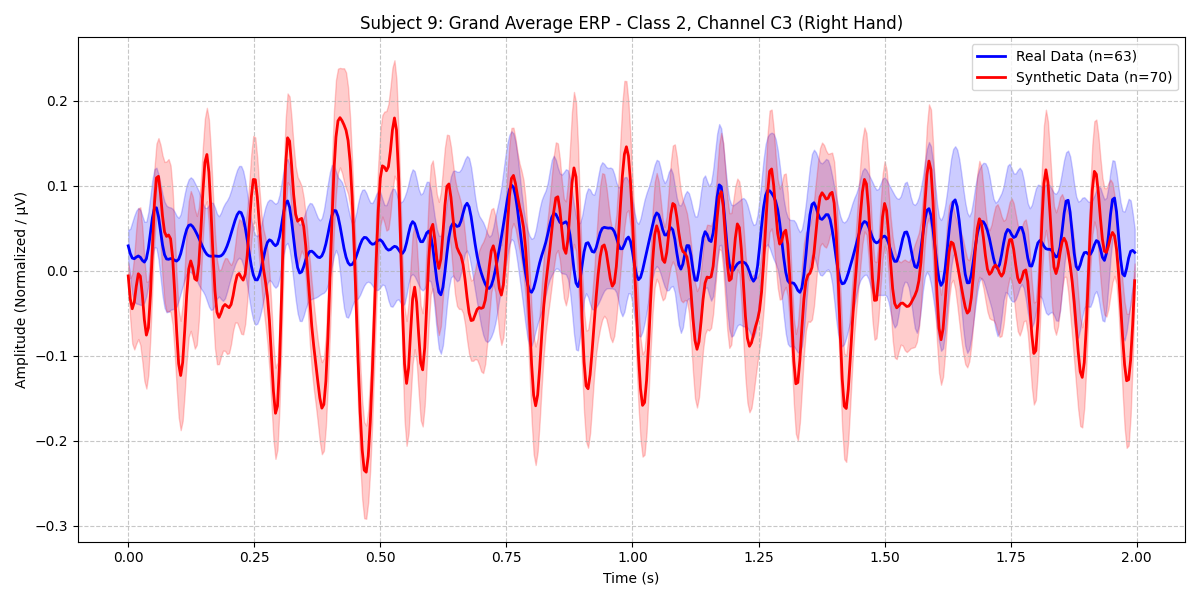 Subject 9: Grand Average ERP - Class 2, Channel C3 (Right Hand)
Real Data (n=63)
Synthetic Data (n=70)
Amplitude (Normalized / µV)
0.2
0.1
0.0
−0.1
−0.2
−0.3
0.00 0.25 0.50 0.75 1.00 1.25 1.50 1.75 2.00
Time (s)